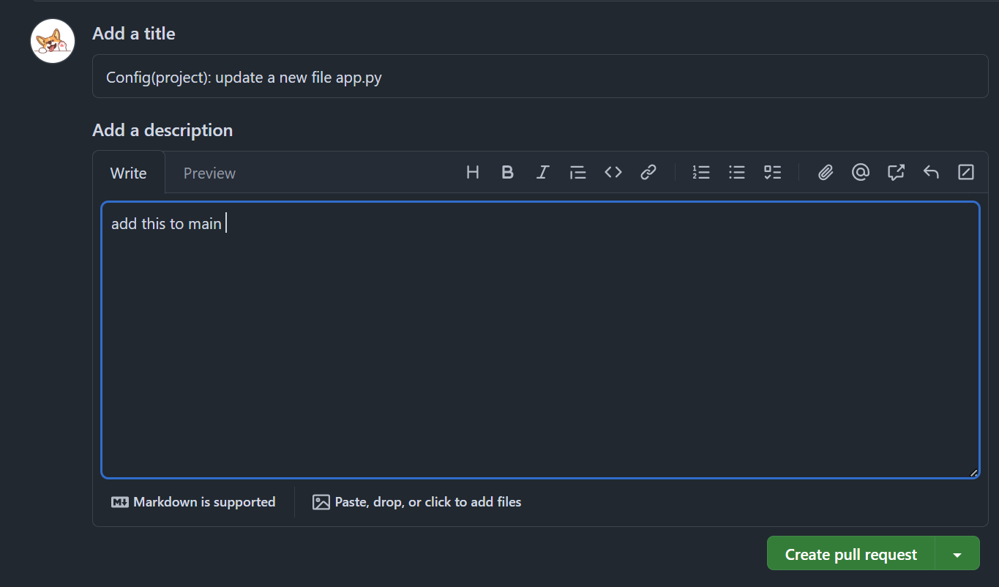 Add a title
Config(project): update a new file app.py
Add a description
Write Preview
add this to main
Markdown is supported Paste, drop, or click to add files
Create pull request